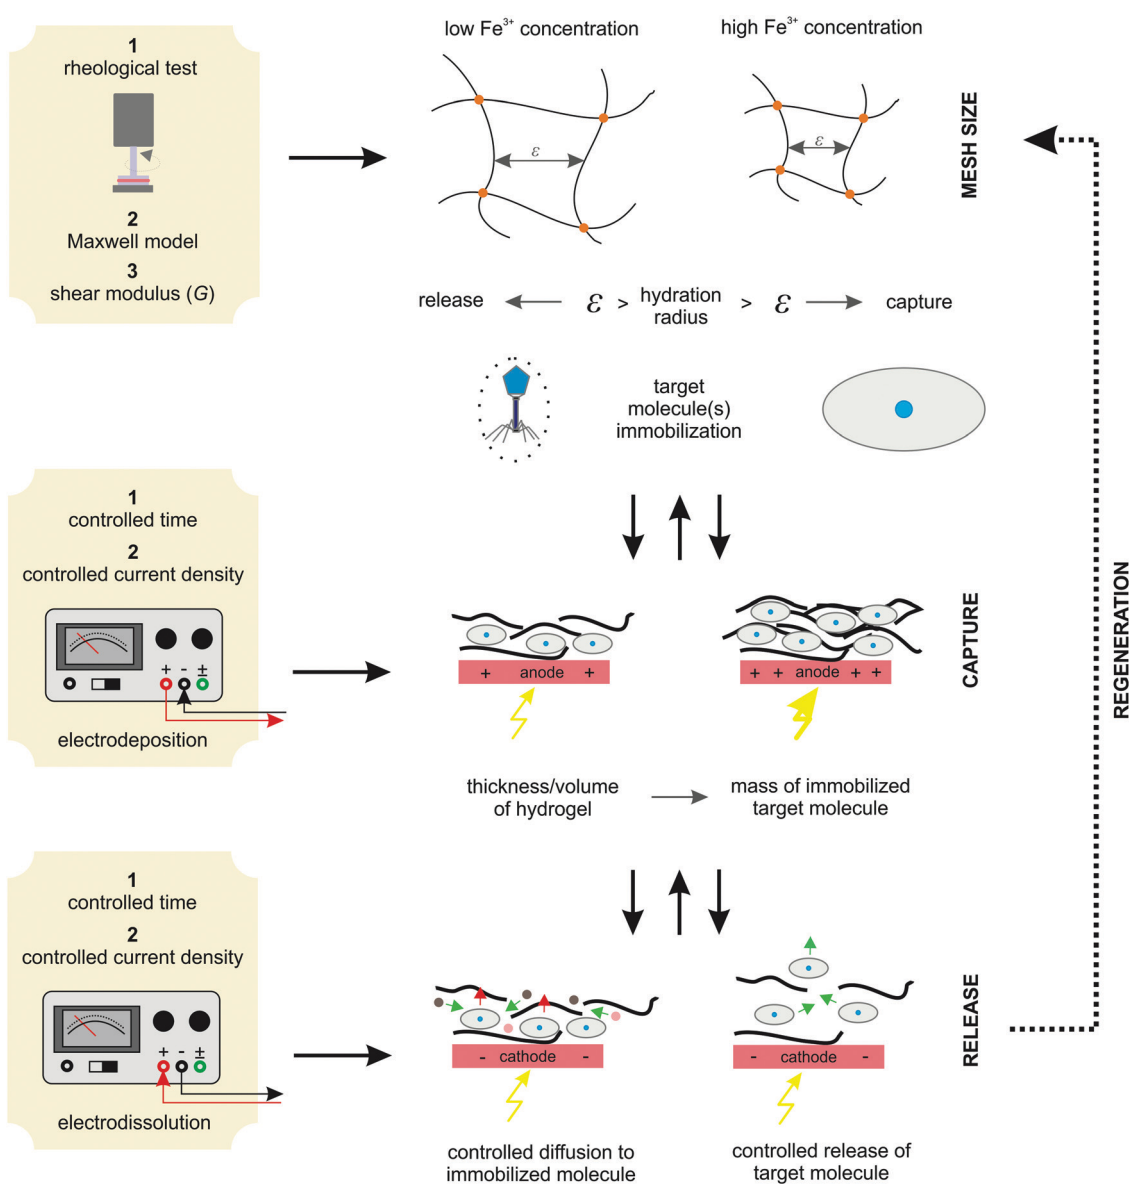 1
rheological test
2
Maxwell model
3
shear modulus (G)
low Fe³⁺ concentration
high Fe³⁺ concentration
ε
ε
MESH SIZE
release
ε > hydration radius > ε
capture
target
molecule(s)
immobilization
1
controlled time
2
controlled current density
+ - ±
electrodeposition
+ anode +
+ + anode + +
CAPTURE
thickness/volume
of hydrogel
mass of immobilized
target molecule
REGENERATION
1
controlled time
2
controlled current density
+ - ±
electrodissolution
- cathode -
- cathode -
RELEASE
controlled diffusion to
immobilized molecule
controlled release of
target molecule